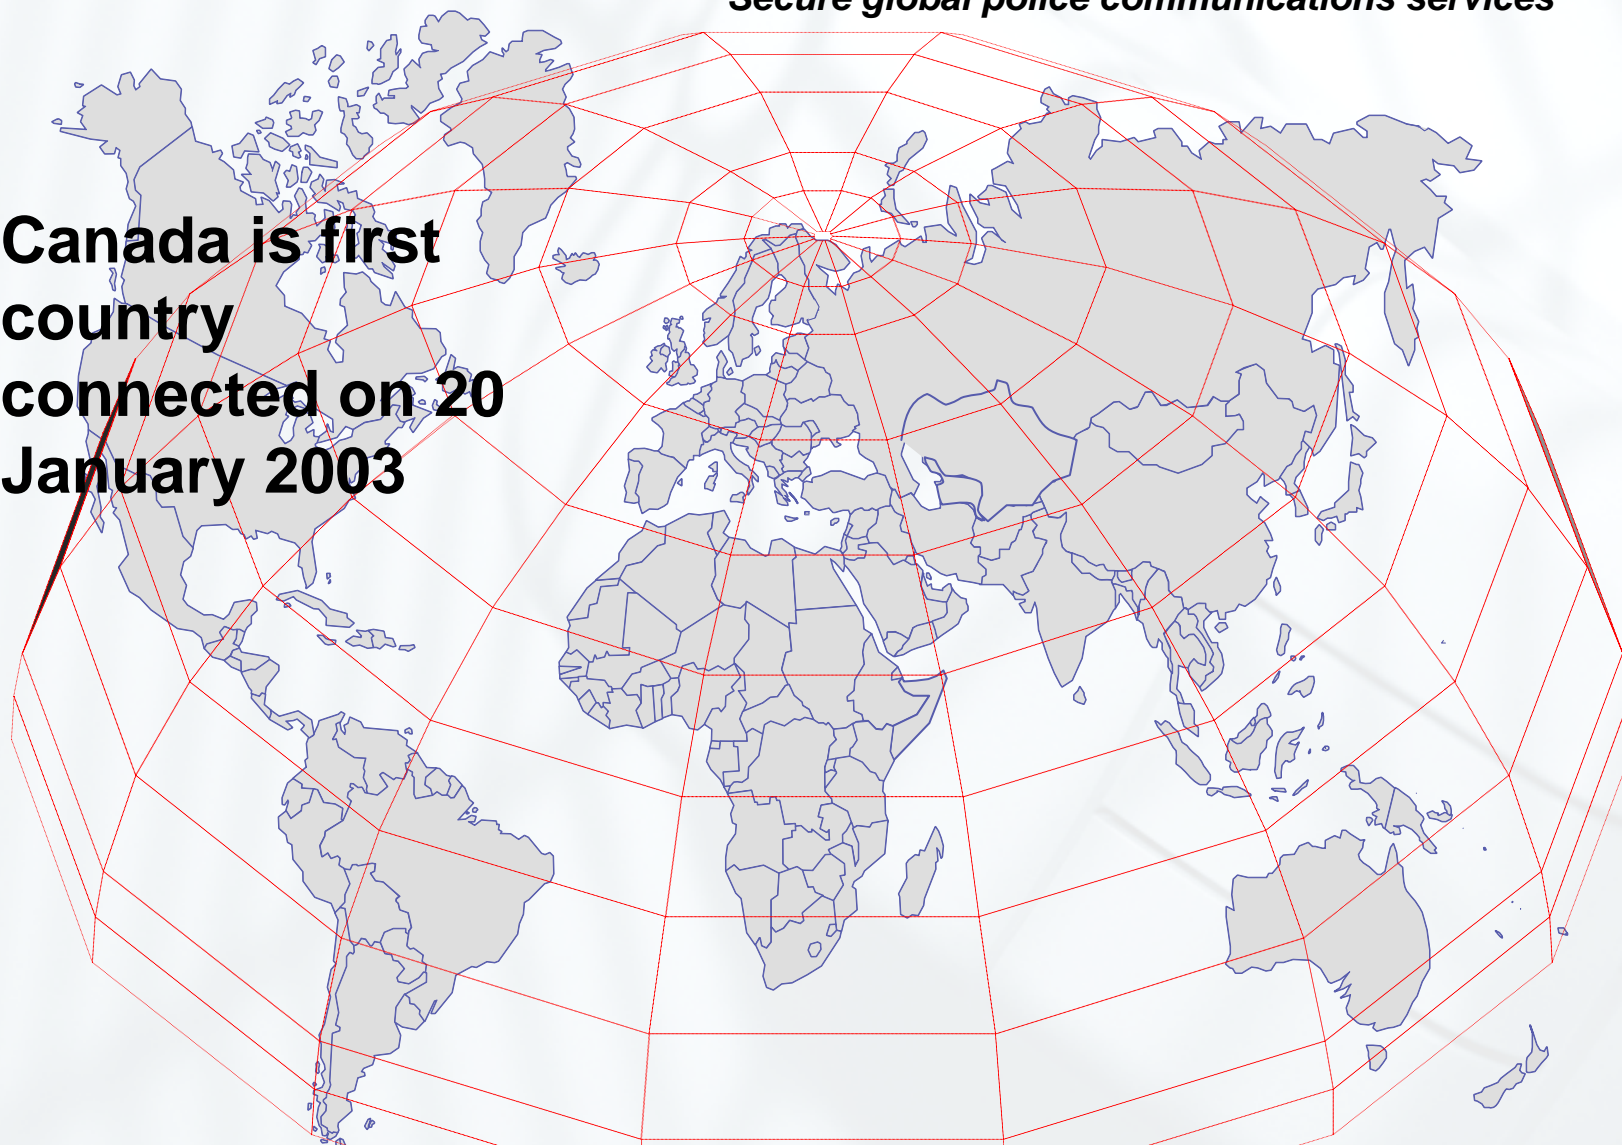 Secure global police communications services
Canada is first
country
connected on 20
January 2003